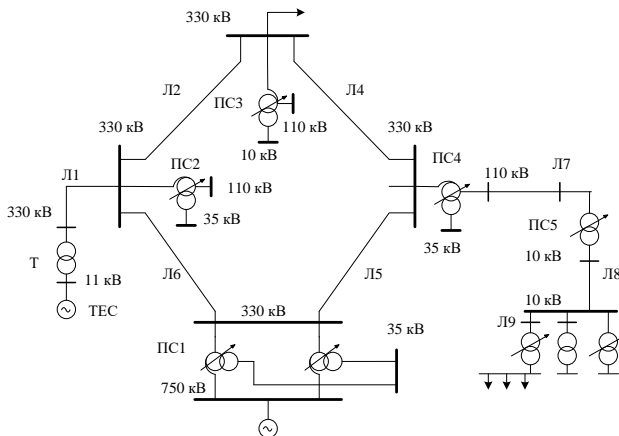 330 кВ
Л2
Л4
ПС3
110 кВ
10 кВ
330 кВ
330 кВ
ПС2
ПС4
Л1
110 кВ
Л7
110 кВ
330 кВ
35 кВ
35 кВ
ПС5
Т
11 кВ
ТЕС
Л6
Л5
10 кВ
Л8
10 кВ
330 кВ
Л9
35 кВ
ПС1
750 кВ